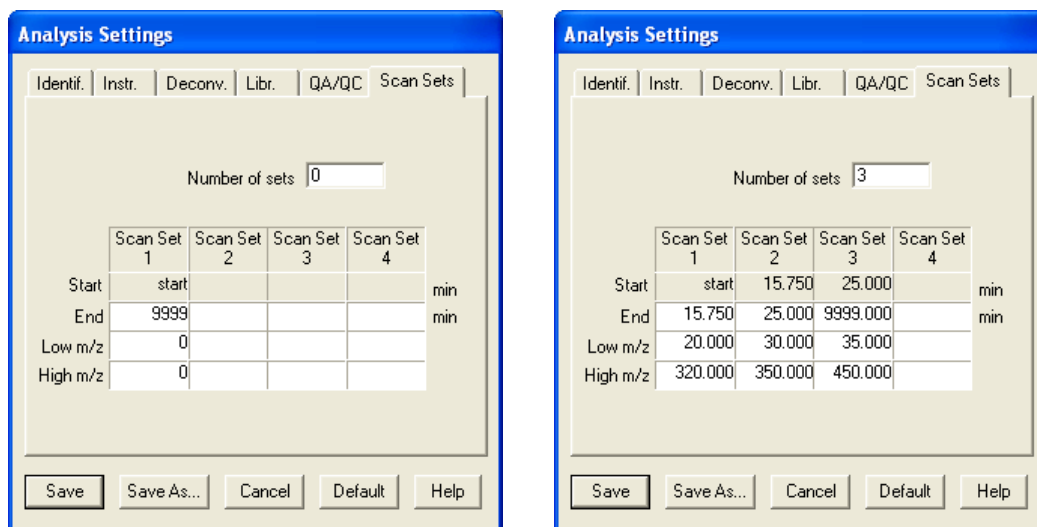 Analysis Settings
Identif. Instr. Deconv. Libr. QA/QC Scan Sets
Number of sets 0
Scan Set 1 Scan Set 2 Scan Set 3 Scan Set 4
Start start min
End 9999 min
Low m/z 0
High m/z 0
Save Save As... Cancel Default Help
Analysis Settings
Identif. Instr. Deconv. Libr. QA/QC Scan Sets
Number of sets 3
Scan Set 1 Scan Set 2 Scan Set 3 Scan Set 4
Start start 15.750 25.000 min
End 15.750 25.000 9999.000 min
Low m/z 20.000 30.000 35.000
High m/z 320.000 350.000 450.000
Save Save As... Cancel Default Help